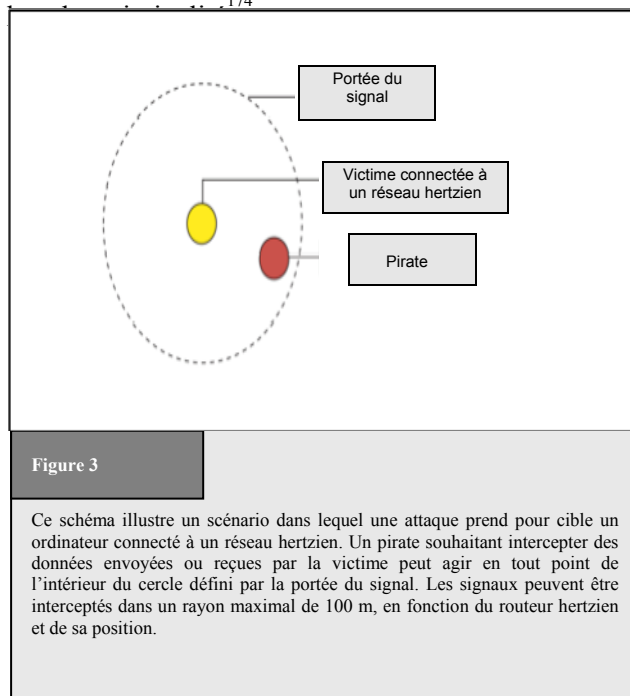 174
Portée du
signal
Victime connectée à
un réseau hertzien
Pirate
Figure 3
Ce schéma illustre un scénario dans lequel une attaque prend pour cible un
ordinateur connecté à un réseau hertzien. Un pirate souhaitant intercepter des
données envoyées ou reçues par la victime peut agir en tout point de
l’intérieur du cercle défini par la portée du signal. Les signaux peuvent être
interceptés dans un rayon maximal de 100 m, en fonction du routeur hertzien
et de sa position.